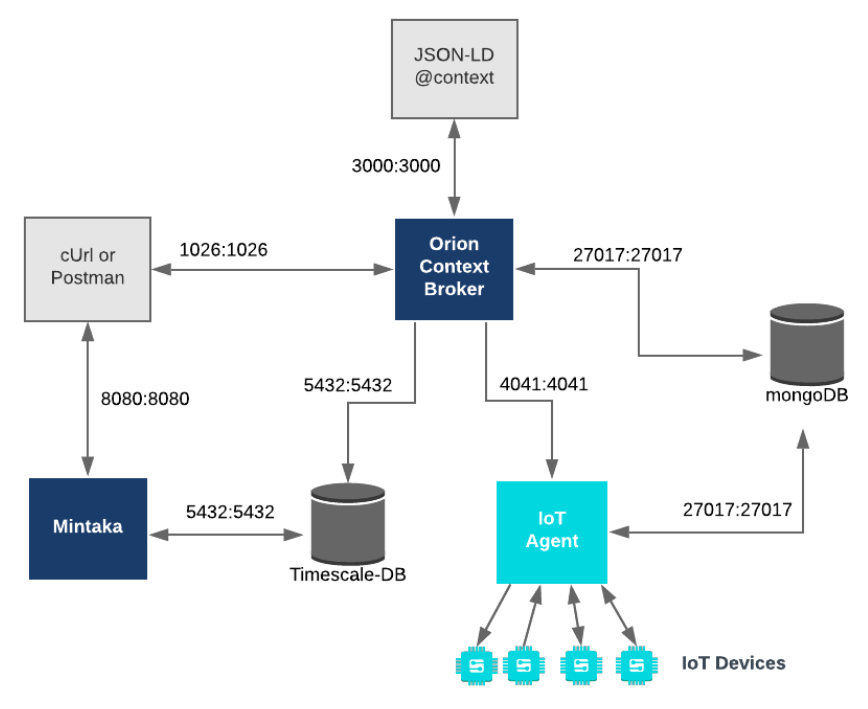 JSON-LD
@context
3000:3000
cUrl or
Postman
1026:1026
Orion
Context
Broker
27017:27017
8080:8080
5432:5432
4041:4041
mongoDB
Mintaka
5432:5432
Timescale-DB
IoT
Agent
27017:27017
IoT Devices